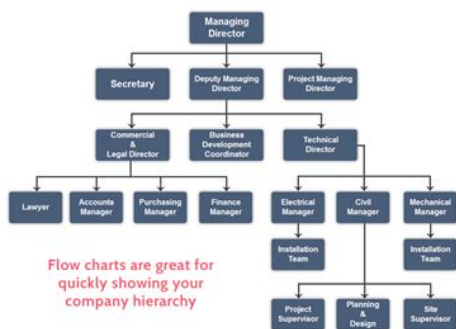 Managing
Director
Secretary
Deputy Managing
Director
Project Managing
Director
Commercial
&
Legal Director
Business
Development
Coordinator
Technical
Director
Lawyer
Accounts
Manager
Purchasing
Manager
Finance
Manager
Electrical
Manager
Civil
Manager
Mechanical
Manager
Installation
Team
Installation
Team
Flow charts are great for
quickly showing your
company hierarchy
Project
Supervisor
Planning
&
Design
Site
Supervisor